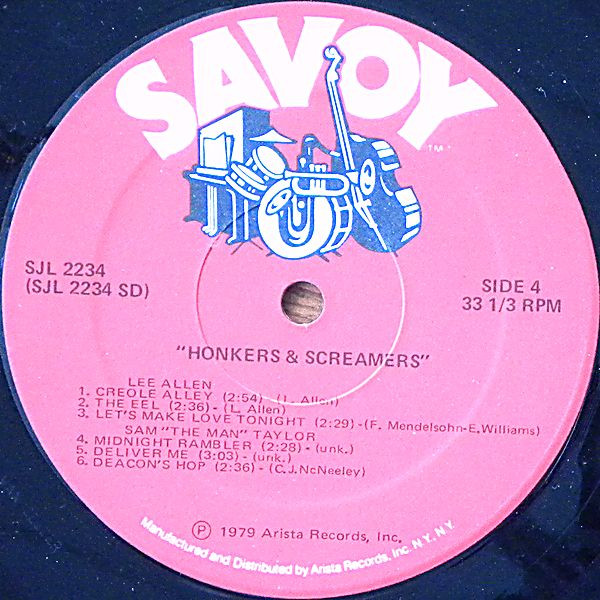 SAVOY
TM
SJL 2234
(SJL 2234 SD)
SIDE 4
33 1/3 RPM
"HONKERS & SCREAMERS"
LEE ALLEN
1. CREOLE ALLEY (2:54) - (L. Allen)
2. THE EEL (2:36) - (L. Allen)
3. LET'S MAKE LOVE TONIGHT (2:29) - (F. Mendelsohn-E. Williams)
SAM "THE MAN" TAYLOR
4. MIDNIGHT RAMBLER (2:28) - (unk.)
5. DELIVER ME (3:03) - (unk.)
6. DEACON'S HOP (2:36) - (C.J. NcNeeley)
Ⓟ 1979 Arista Records, Inc.
Manufactured and Distributed by Arista Records, Inc. N.Y. N.Y.